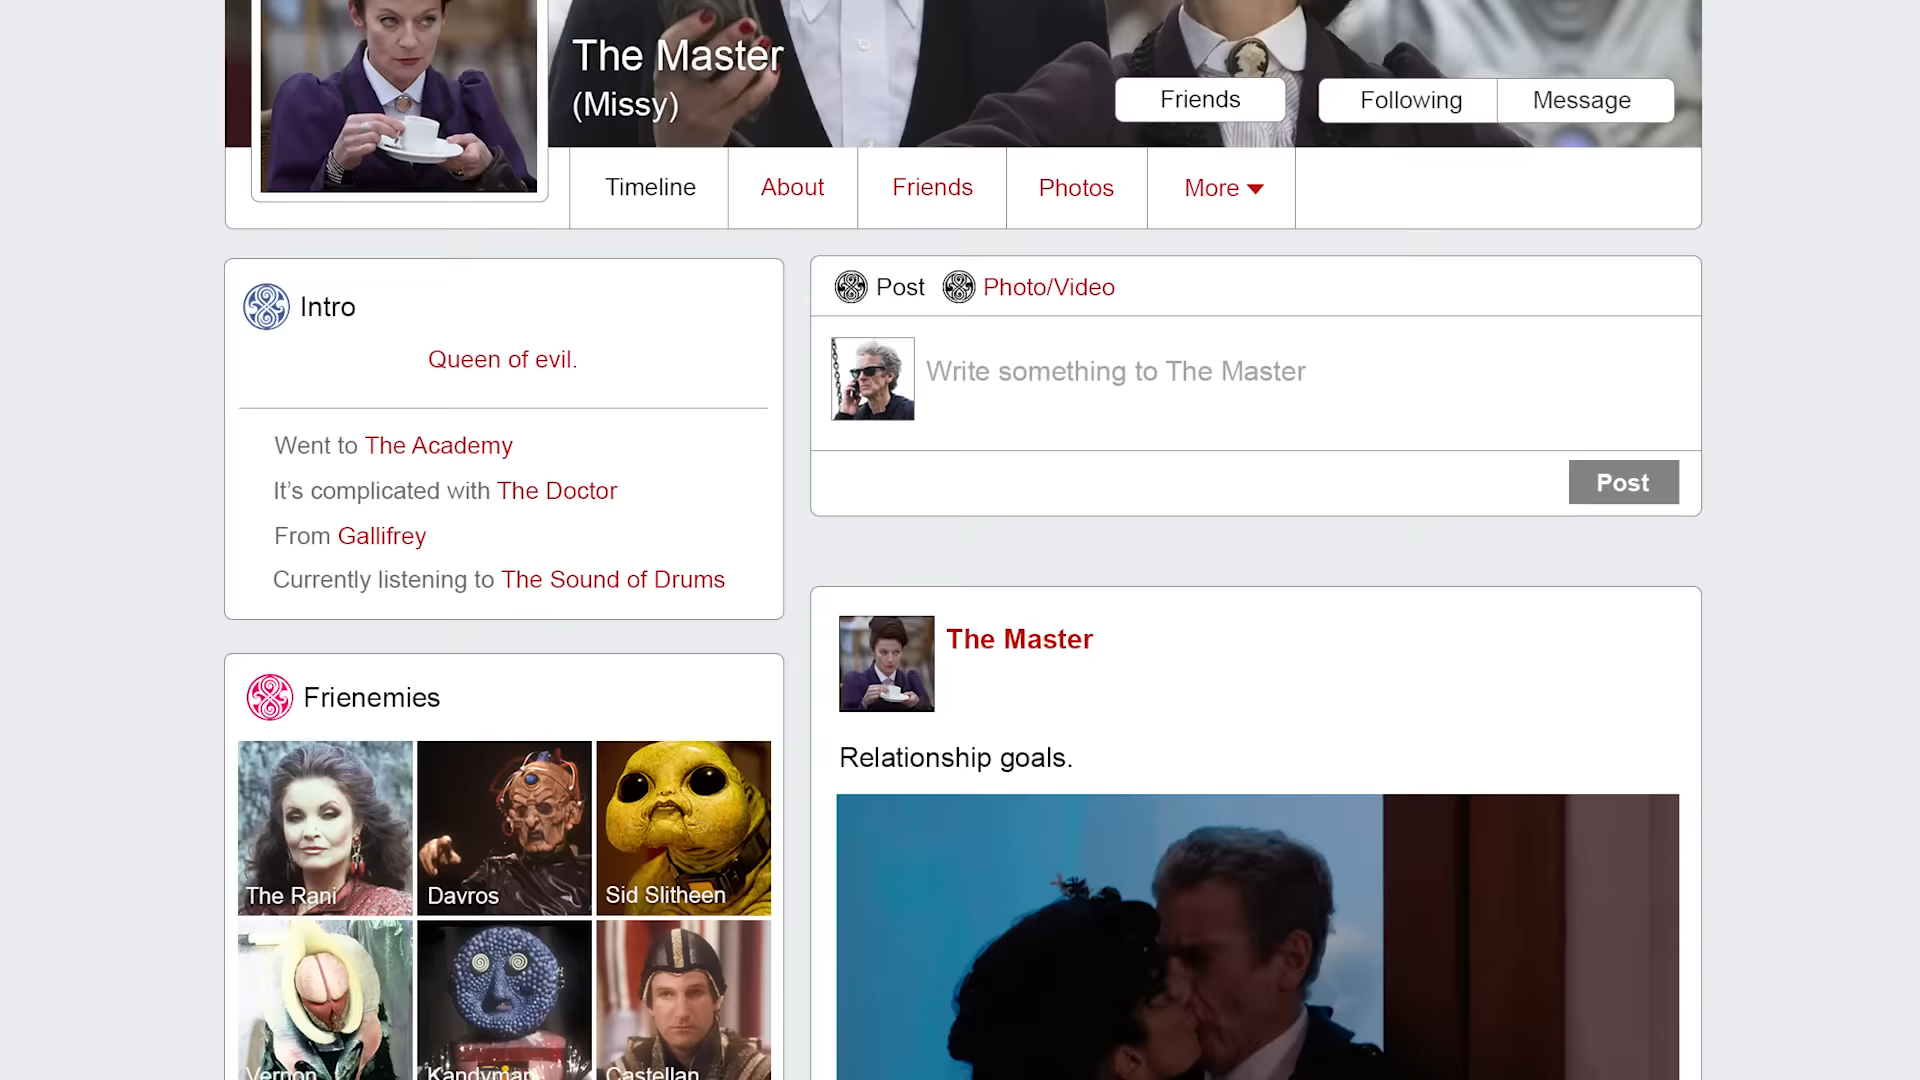 The Master
(Missy)
Friends
Following
Message
Timeline
About
Friends
Photos
More
Intro
Queen of evil.
Went to The Academy
It's complicated with The Doctor
From Gallifrey
Currently listening to The Sound of Drums
Frienemies
The Rani
Davros
Sid Slitheen
Vernon
Kandyman
Castellan
Post
Photo/Video
Write something to The Master
Post
The Master
Relationship goals.